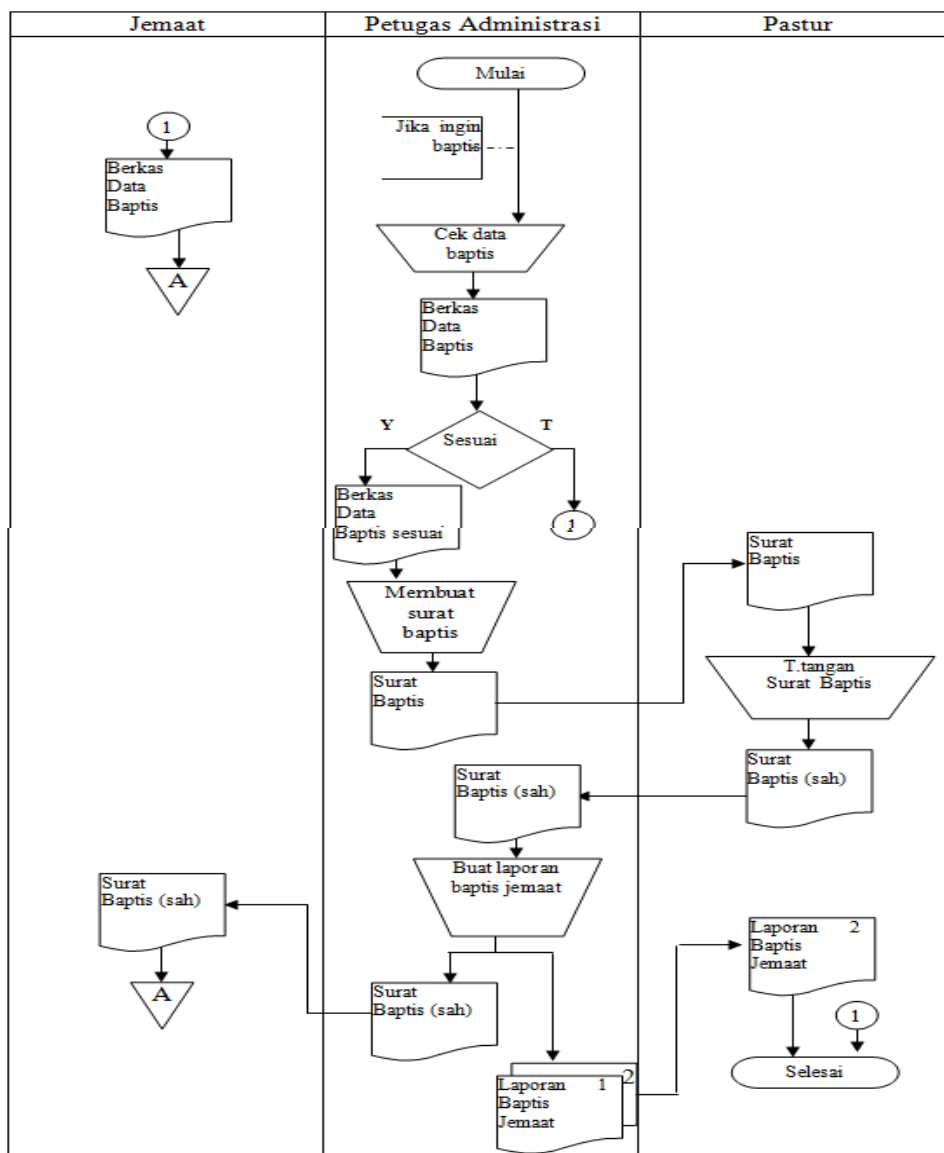 Jemaat
Petugas Administrasi
Pastur
Mulai
Jika ingin
baptis
1
Berkas
Data
Baptis
A
Cek data
baptis
Berkas
Data
Baptis
Y
Sesuai
T
Berkas
Data
Baptis sesuai
1
Membuat
surat
baptis
Surat
Baptis
Surat
Baptis
T.tangan
Surat Baptis
Surat
Baptis (sah)
Surat
Baptis (sah)
Buat laporan
baptis jemaat
Surat
Baptis (sah)
A
Surat
Baptis (sah)
2
Laporan 1
Baptis
Jemaat
Laporan 2
Baptis
Jemaat
1
Selesai